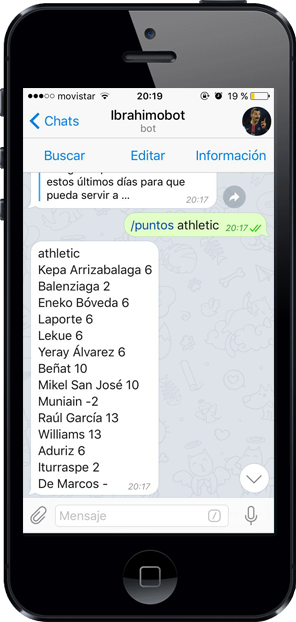 movistar 20:19 19 %
Chats Ibrahimobot
bot
Buscar Editar Información
estos últimos días para que
pueda servir a ... 20:17
/puntos athletic 20:17
athletic
Kepa Arrizabalaga 6
Balenziaga 2
Eneko Bóveda 6
Laporte 6
Lekue 6
Yeray Álvarez 6
Beñat 10
Mikel San José 10
Muniain -2
Raúl García 13
Williams 13
Aduriz 6
Iturraspe 2
De Marcos - 20:17
Mensaje